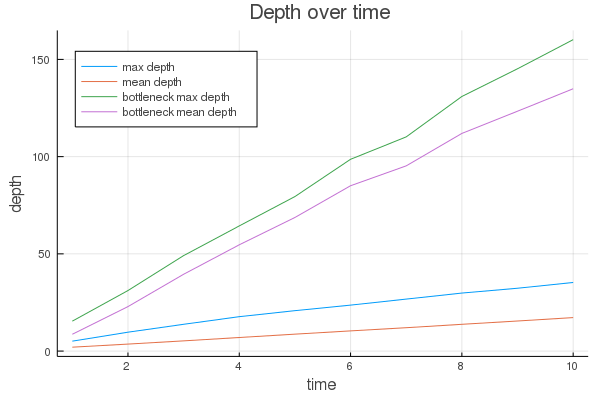 Depth over time
max depth
mean depth
bottleneck max depth
bottleneck mean depth
150
100
50
0
depth
2 4 6 8 10
time